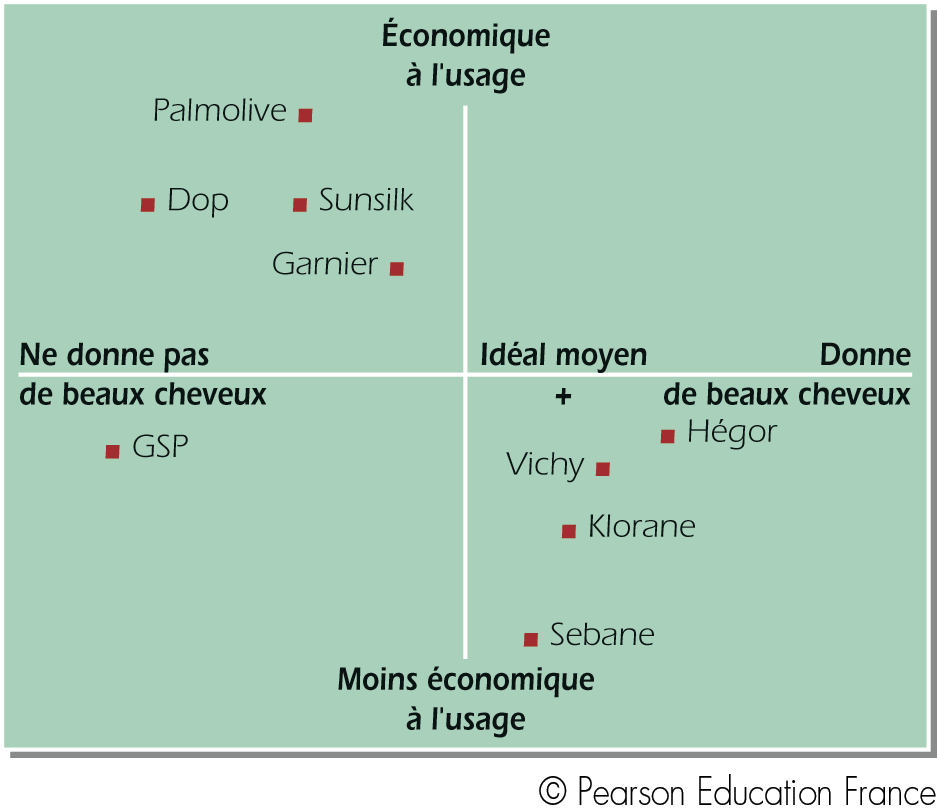 Économique
à l'usage
Palmolive
Dop
Sunsilk
Garnier
Ne donne pas
de beaux cheveux
Idéal moyen
+
Donne
de beaux cheveux
GSP
Hégor
Vichy
Klorane
Sebane
Moins économique
à l'usage
© Pearson Education France